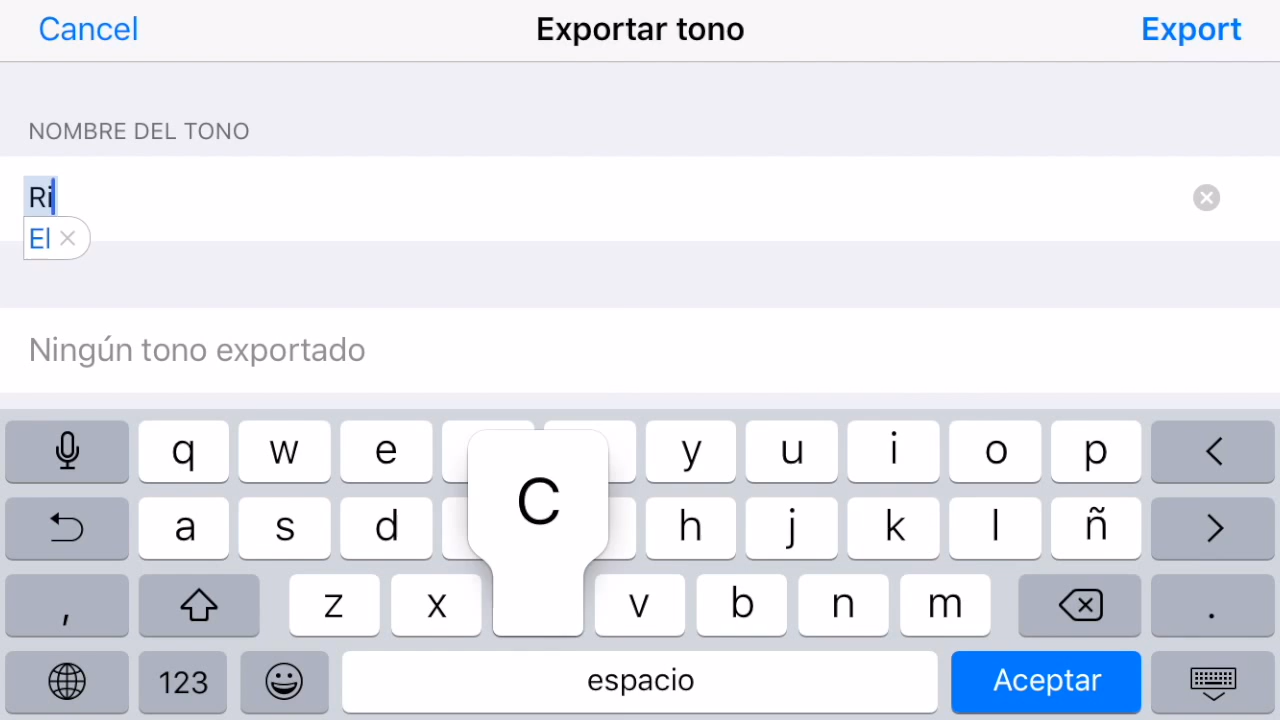 Cancel Exportar tono Export
NOMBRE DEL TONO
Ri
El
Ningún tono exportado
q w e y u i o p <
a s d C h j k l ñ >
, z x v b n m .
123 espacio Aceptar